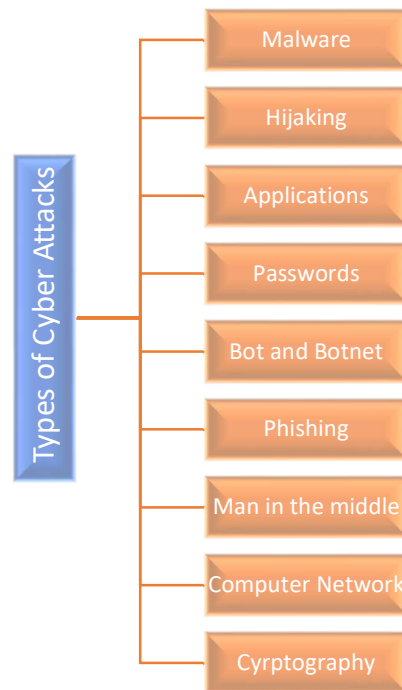 Types of Cyber Attacks
Malware
Hijaking
Applications
Passwords
Bot and Botnet
Phishing
Man in the middle
Computer Network
Cyrptography